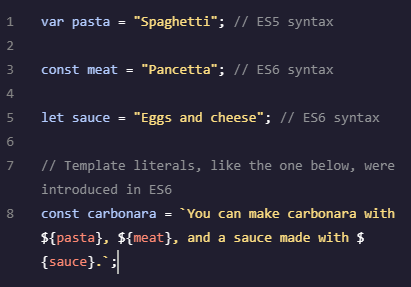 1 var pasta = "Spaghetti"; // ES5 syntax
2
3 const meat = "Pancetta"; // ES6 syntax
4
5 let sauce = "Eggs and cheese"; // ES6 syntax
6
7 // Template literals, like the one below, were
introduced in ES6
8 const carbonara = `You can make carbonara with
${pasta}, ${meat}, and a sauce made with $
{sauce}.`;